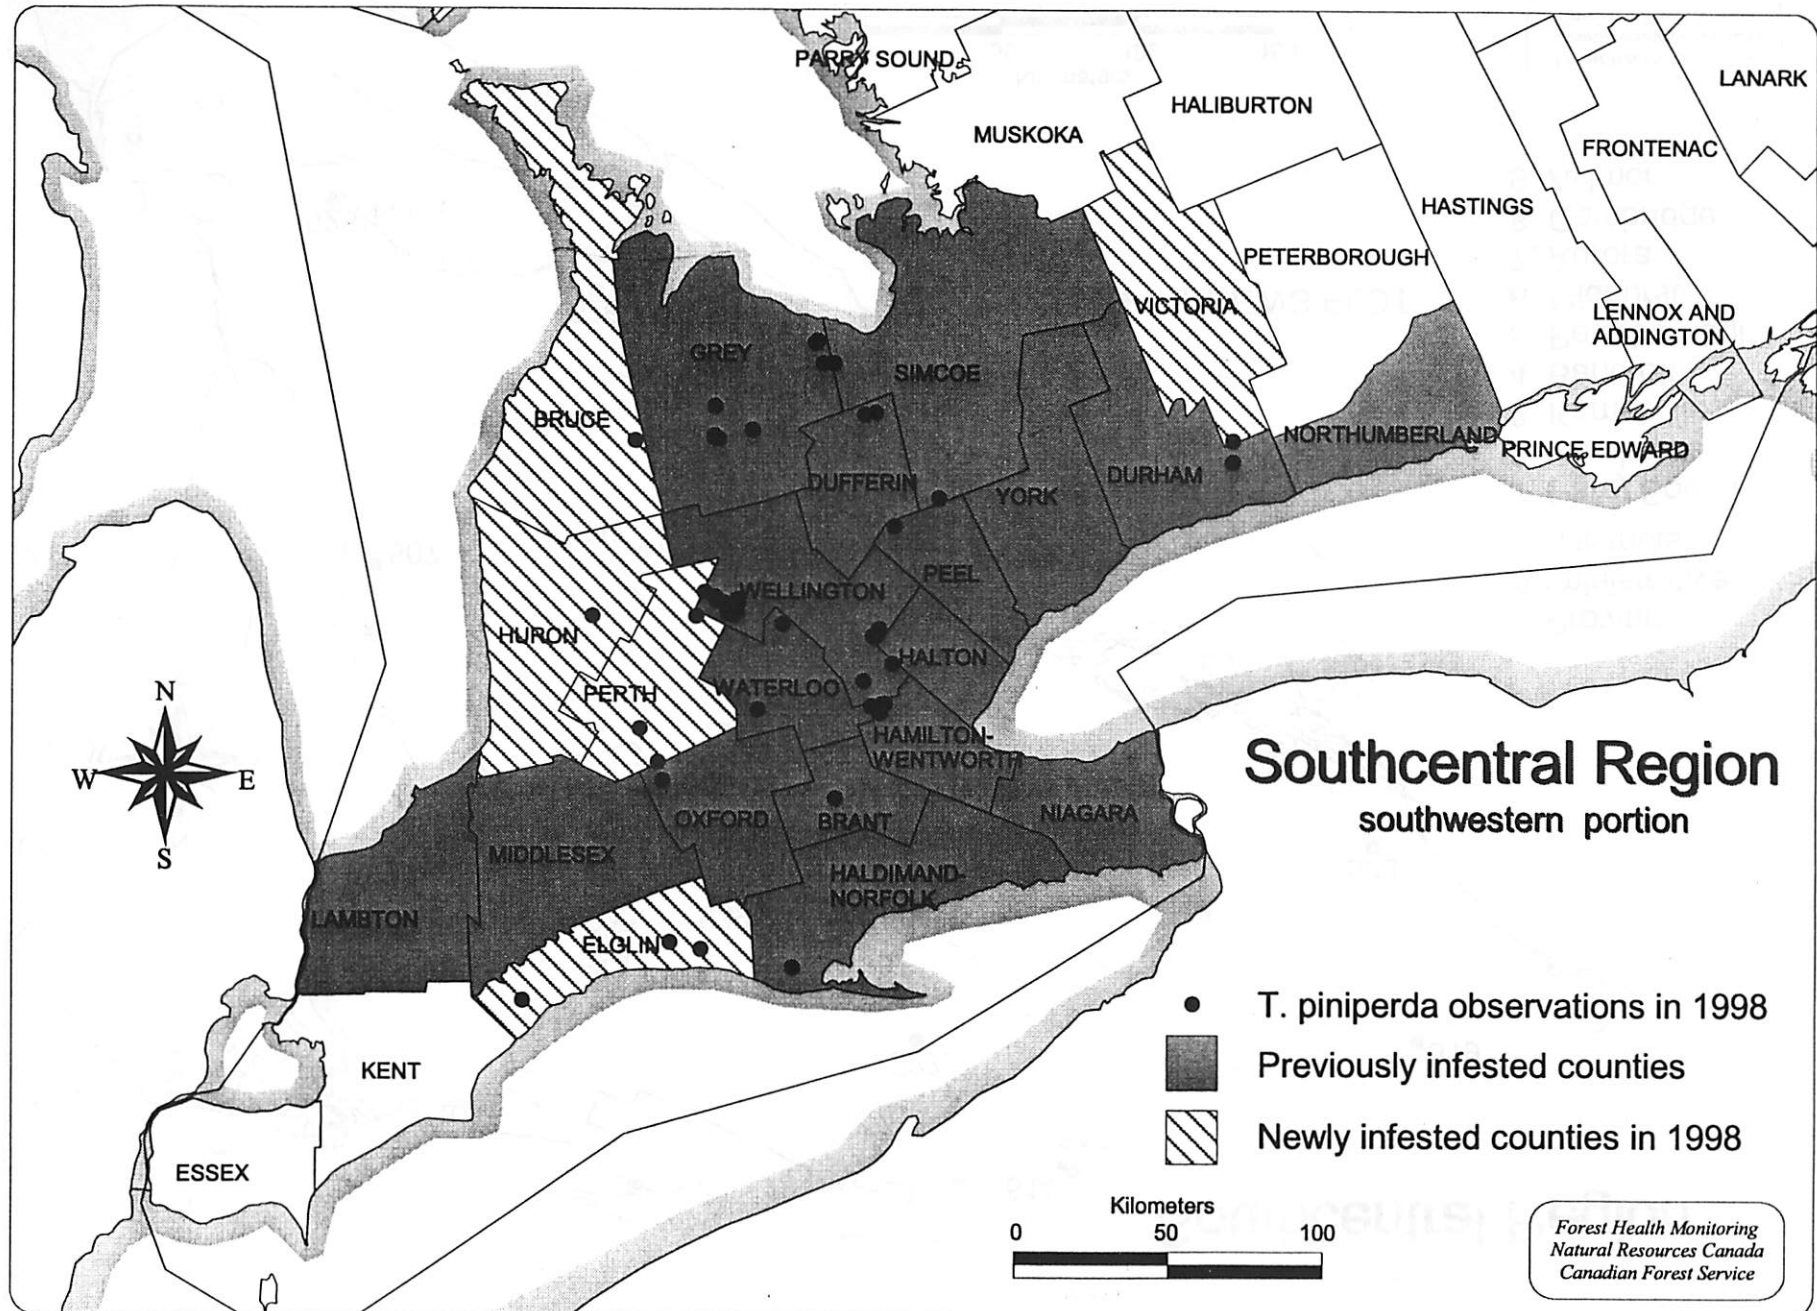 PARRY SOUND
MUSKOKA
HALIBURTON
LANARK
FRONTENAC
HASTINGS
PETERBOROUGH
VICTORIA
LENNOX AND
ADDINGTON
GREY
SIMCOE
BRUCE
NORTHUMBERLAND
PRINCE EDWARD
DUFFERIN
YORK
DURHAM
PEEL
WELLINGTON
HURON
HALTON
PERTH
WATERLOO
HAMILTON-
WENTWORTH
N
W
E
S
Southcentral Region
southwestern portion
OXFORD
BRANT
NIAGARA
MIDDLESEX
HALDIMAND-
NORFOLK
LAMBTON
ELGLIN
KENT
ESSEX
T. piniperda observations in 1998
Previously infested counties
Newly infested counties in 1998
Kilometers
0 50 100
Forest Health Monitoring
Natural Resources Canada
Canadian Forest Service